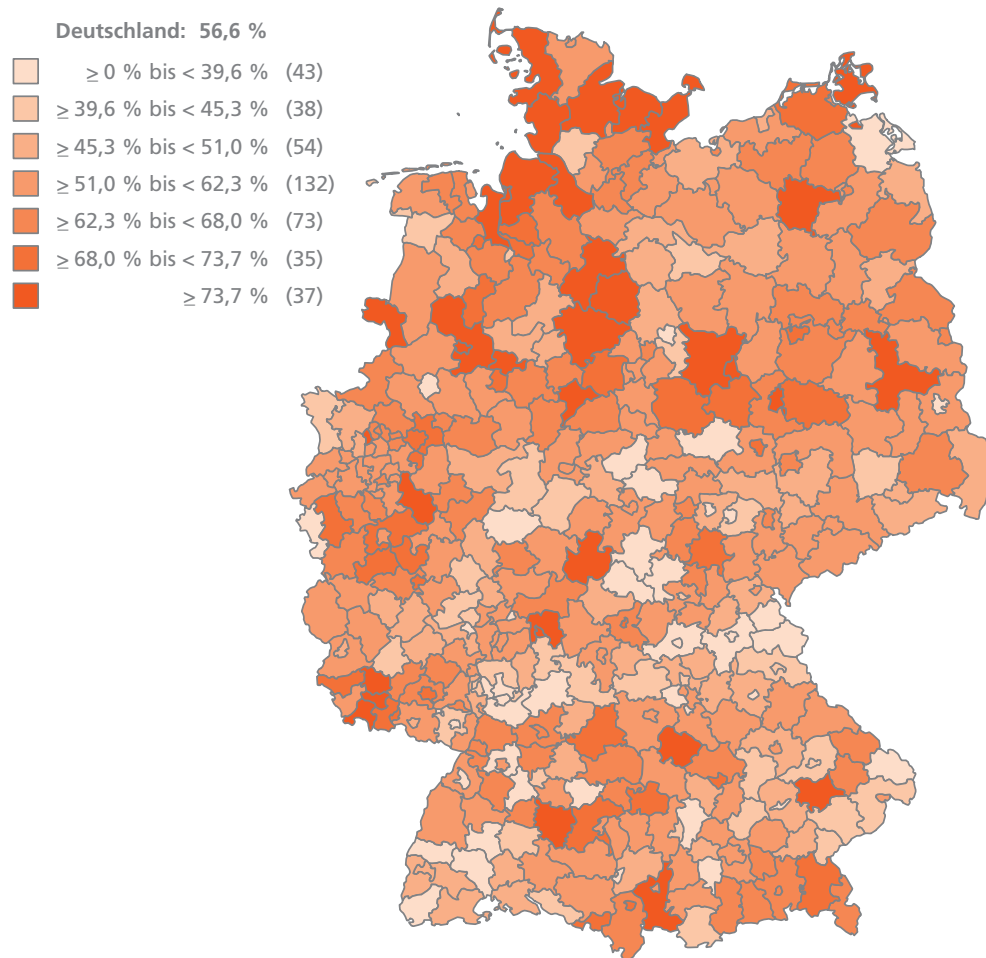 Deutschland: 56,6 %
≥ 0 % bis < 39,6 % (43)
≥ 39,6 % bis < 45,3 % (38)
≥ 45,3 % bis < 51,0 % (54)
≥ 51,0 % bis < 62,3 % (132)
≥ 62,3 % bis < 68,0 % (73)
≥ 68,0 % bis < 73,7 % (35)
≥ 73,7 % (37)